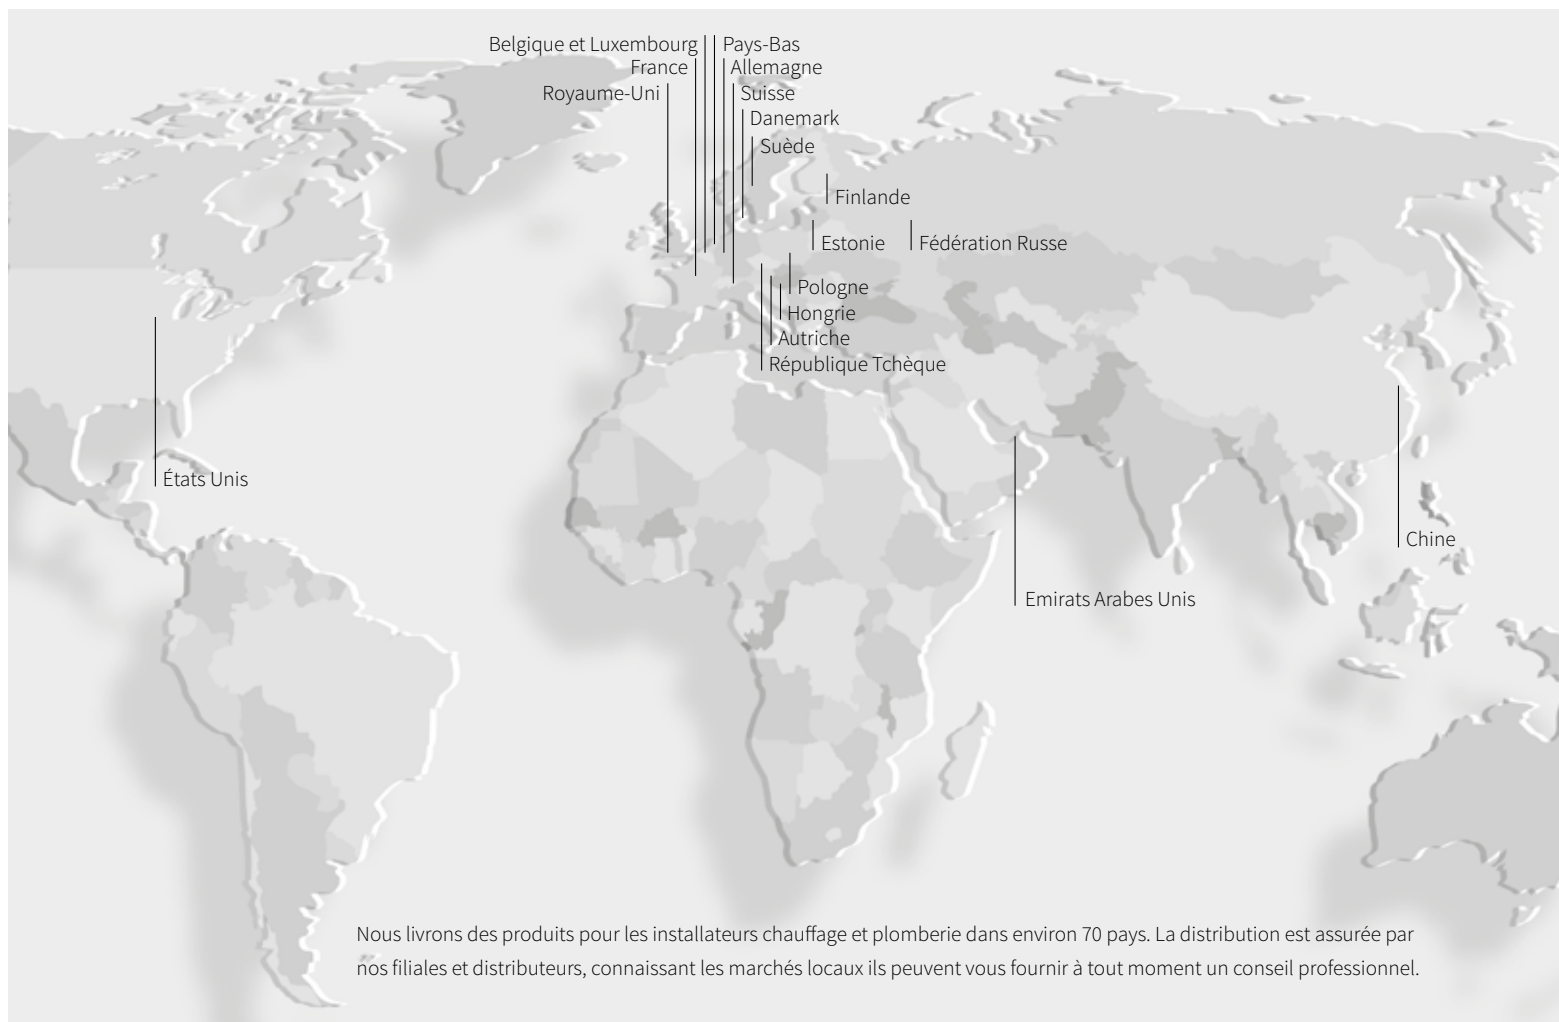 Belgique et Luxembourg
Pays-Bas
France
Allemagne
Royaume-Uni
Suisse
Danemark
Suède
Finlande
Estonie
Fédération Russe
Pologne
Hongrie
Autriche
République Tchèque
États Unis
Chine
Emirats Arabes Unis
Nous livrons des produits pour les installateurs chauffage et plomberie dans environ 70 pays. La distribution est assurée par
nos filiales et distributeurs, connaissant les marchés locaux ils peuvent vous fournir à tout moment un conseil professionnel.